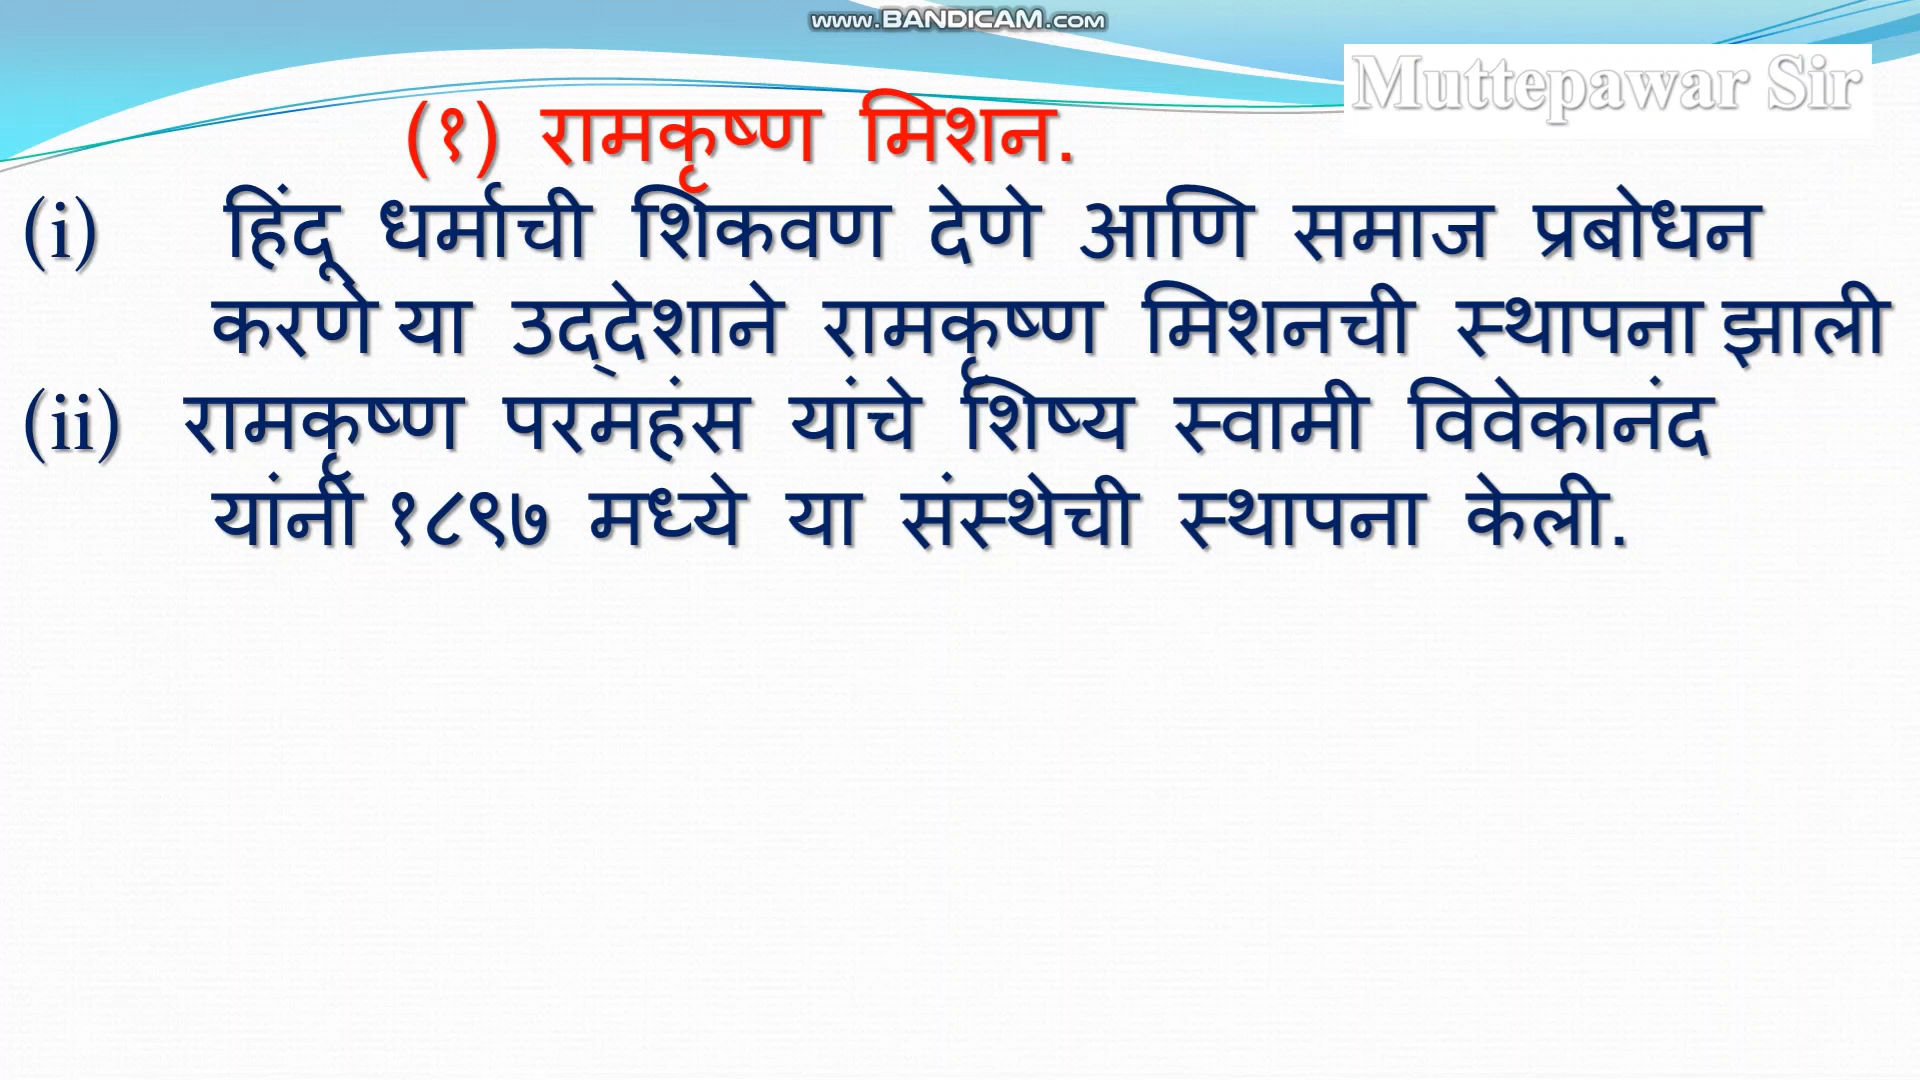 www.BANDICAM.com
Muttepawar Sir
(१) रामकृष्ण मिशन.
(i) हिंदू धर्माची शिकवण देणे आणि समाज प्रबोधन
करणे या उद्देशाने रामकृष्ण मिशनची स्थापना झाली
(ii) रामकृष्ण परमहंस यांचे शिष्य स्वामी विवेकानंद
यांनी १८९७ मध्ये या संस्थेची स्थापना केली.